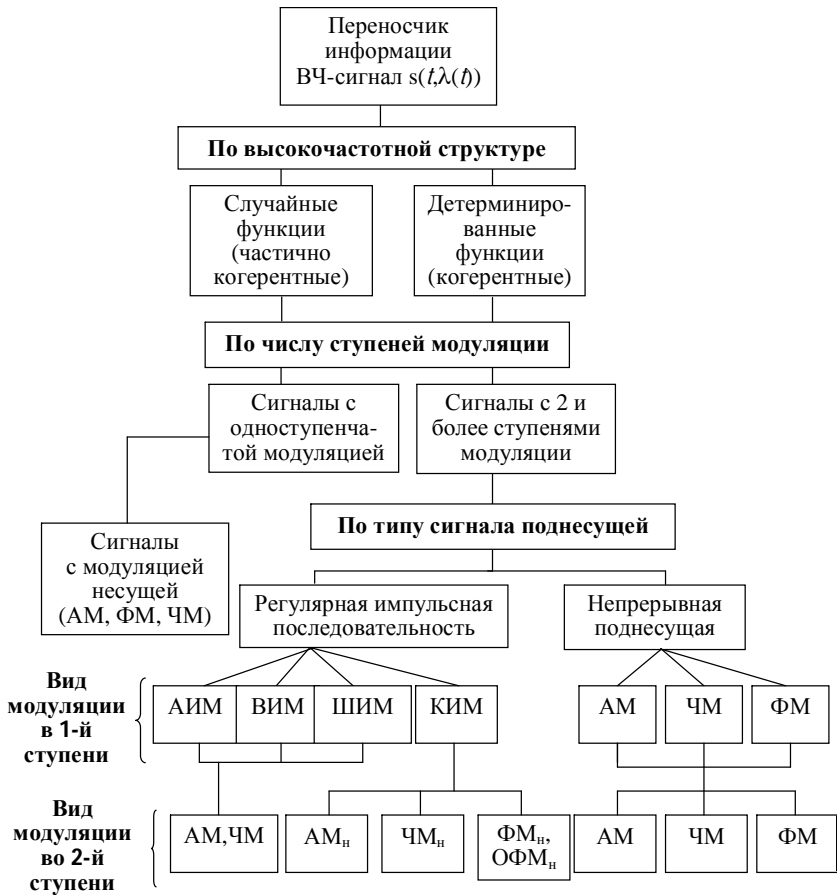 Переносчик
информации
ВЧ-сигнал s(t,λ(t))
По высокочастотной структуре
Случайные
функции
(частично
когерентные)
Детерминиро-
ванные
функции
(когерентные)
По числу ступеней модуляции
Сигналы с
одноступенча-
той модуляцией
Сигналы с 2 и
более ступенями
модуляции
Сигналы
с модуляцией
несущей
(АМ, ФМ, ЧМ)
По типу сигнала поднесущей
Регулярная импульсная
последовательность
Непрерывная
поднесущая
Вид
модуляции
в 1-й
ступени
АИМ
ВИМ
ШИМ
КИМ
АМ
ЧМ
ФМ
Вид
модуляции
во 2-й
ступени
АМ,ЧМ
АМн
ЧМн
ФМн,
ОФМн
АМ
ЧМ
ФМ